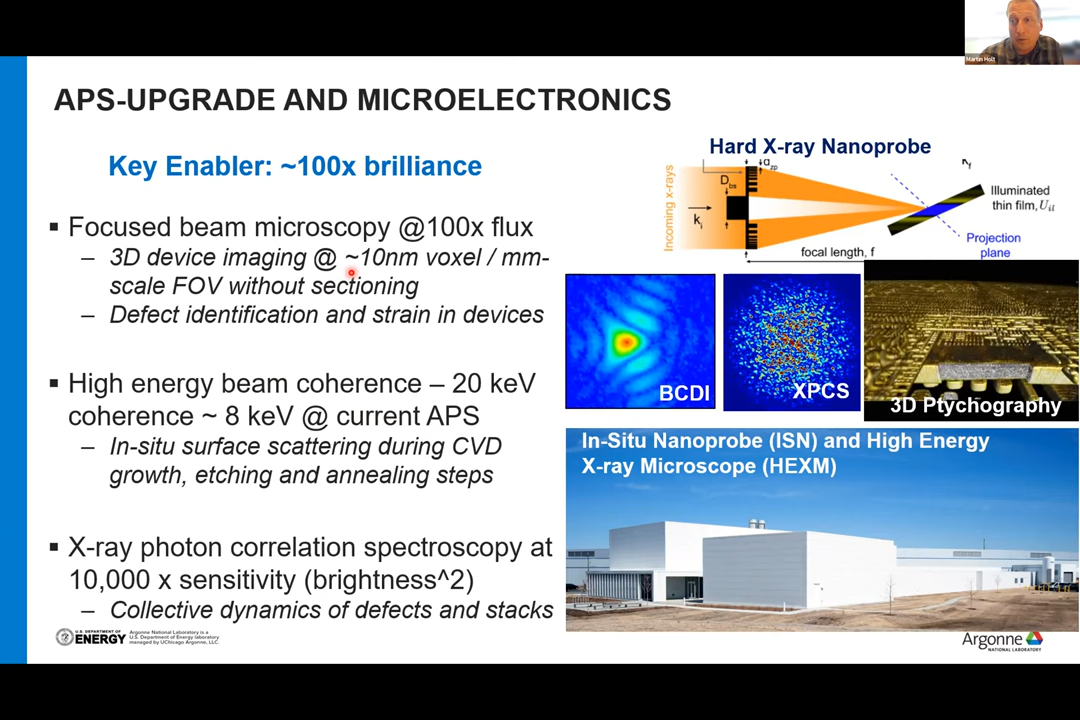 Martin Holt
APS-UPGRADE AND MICROELECTRONICS
Key Enabler: ~100x brilliance
▪ Focused beam microscopy @100x flux
– 3D device imaging @ ~10nm voxel / mm-
scale FOV without sectioning
– Defect identification and strain in devices
▪ High energy beam coherence – 20 keV
coherence ~ 8 keV @ current APS
– In-situ surface scattering during CVD
growth, etching and annealing steps
▪ X-ray photon correlation spectroscopy at
10,000 x sensitivity (brightness^2)
– Collective dynamics of defects and stacks
Hard X-ray Nanoprobe
Incoming x-rays
D bs
k i
focal length, f
Illuminated
thin film, U il
Projection
plane
BCDI
XPCS
3D Ptychography
In-Situ Nanoprobe (ISN) and High Energy
X-ray Microscope (HEXM)
U.S. DEPARTMENT OF
ENERGY
Argonne National Laboratory is a
U.S. Department of Energy laboratory
managed by UChicago Argonne, LLC.
Argonne
NATIONAL LABORATORY